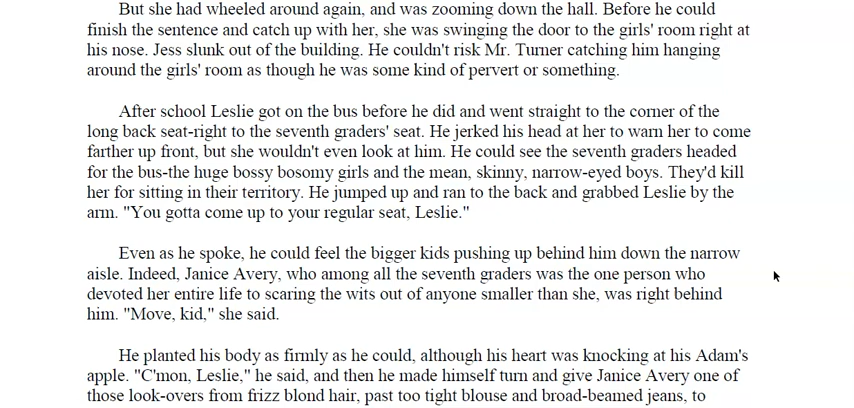 But she had wheeled around again, and was zooming down the hall. Before he could
finish the sentence and catch up with her, she was swinging the door to the girls' room right at
his nose. Jess slunk out of the building. He couldn't risk Mr. Turner catching him hanging
around the girls' room as though he was some kind of pervert or something.
After school Leslie got on the bus before he did and went straight to the corner of the
long back seat-right to the seventh graders' seat. He jerked his head at her to warn her to come
farther up front, but she wouldn't even look at him. He could see the seventh graders headed
for the bus-the huge bossy bosomy girls and the mean, skinny, narrow-eyed boys. They'd kill
her for sitting in their territory. He jumped up and ran to the back and grabbed Leslie by the
arm. "You gotta come up to your regular seat, Leslie."
Even as he spoke, he could feel the bigger kids pushing up behind him down the narrow
aisle. Indeed, Janice Avery, who among all the seventh graders was the one person who
devoted her entire life to scaring the wits out of anyone smaller than she, was right behind
him. "Move, kid," she said.
He planted his body as firmly as he could, although his heart was knocking at his Adam's
apple. "C'mon, Leslie," he said, and then he made himself turn and give Janice Avery one of
those look-overs from frizz blond hair, past too tight blouse and broad-beamed jeans, to